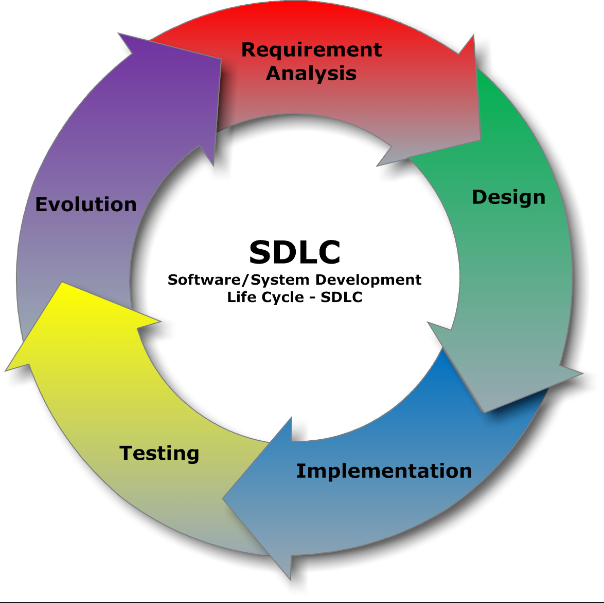 Requirement
Analysis
Design
Evolution
SDLC
Software/System Development
Life Cycle - SDLC
Testing
Implementation